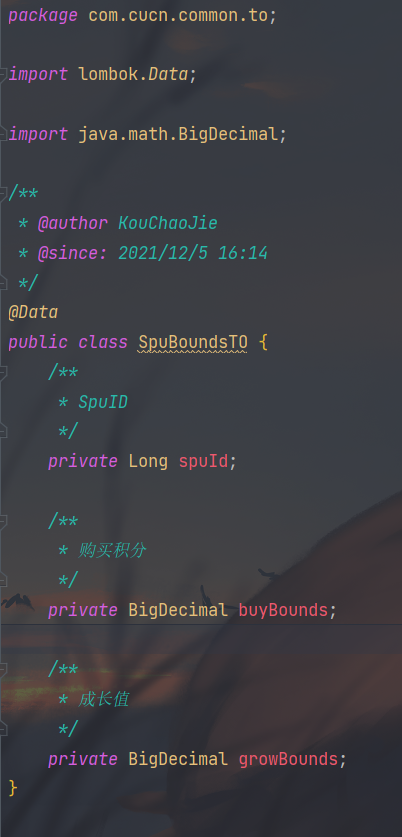 package com.cucn.common.to;
import lombok.Data;
import java.math.BigDecimal;
/**
 * @author KouChaoJie
 * @since: 2021/12/5 16:14
 */
@Data
public class SpuBoundsTO {
    /**
     * SpuID
     */
    private Long spuId;
    /**
     * 购买积分
     */
    private BigDecimal buyBounds;
    /**
     * 成长值
     */
    private BigDecimal growBounds;
}